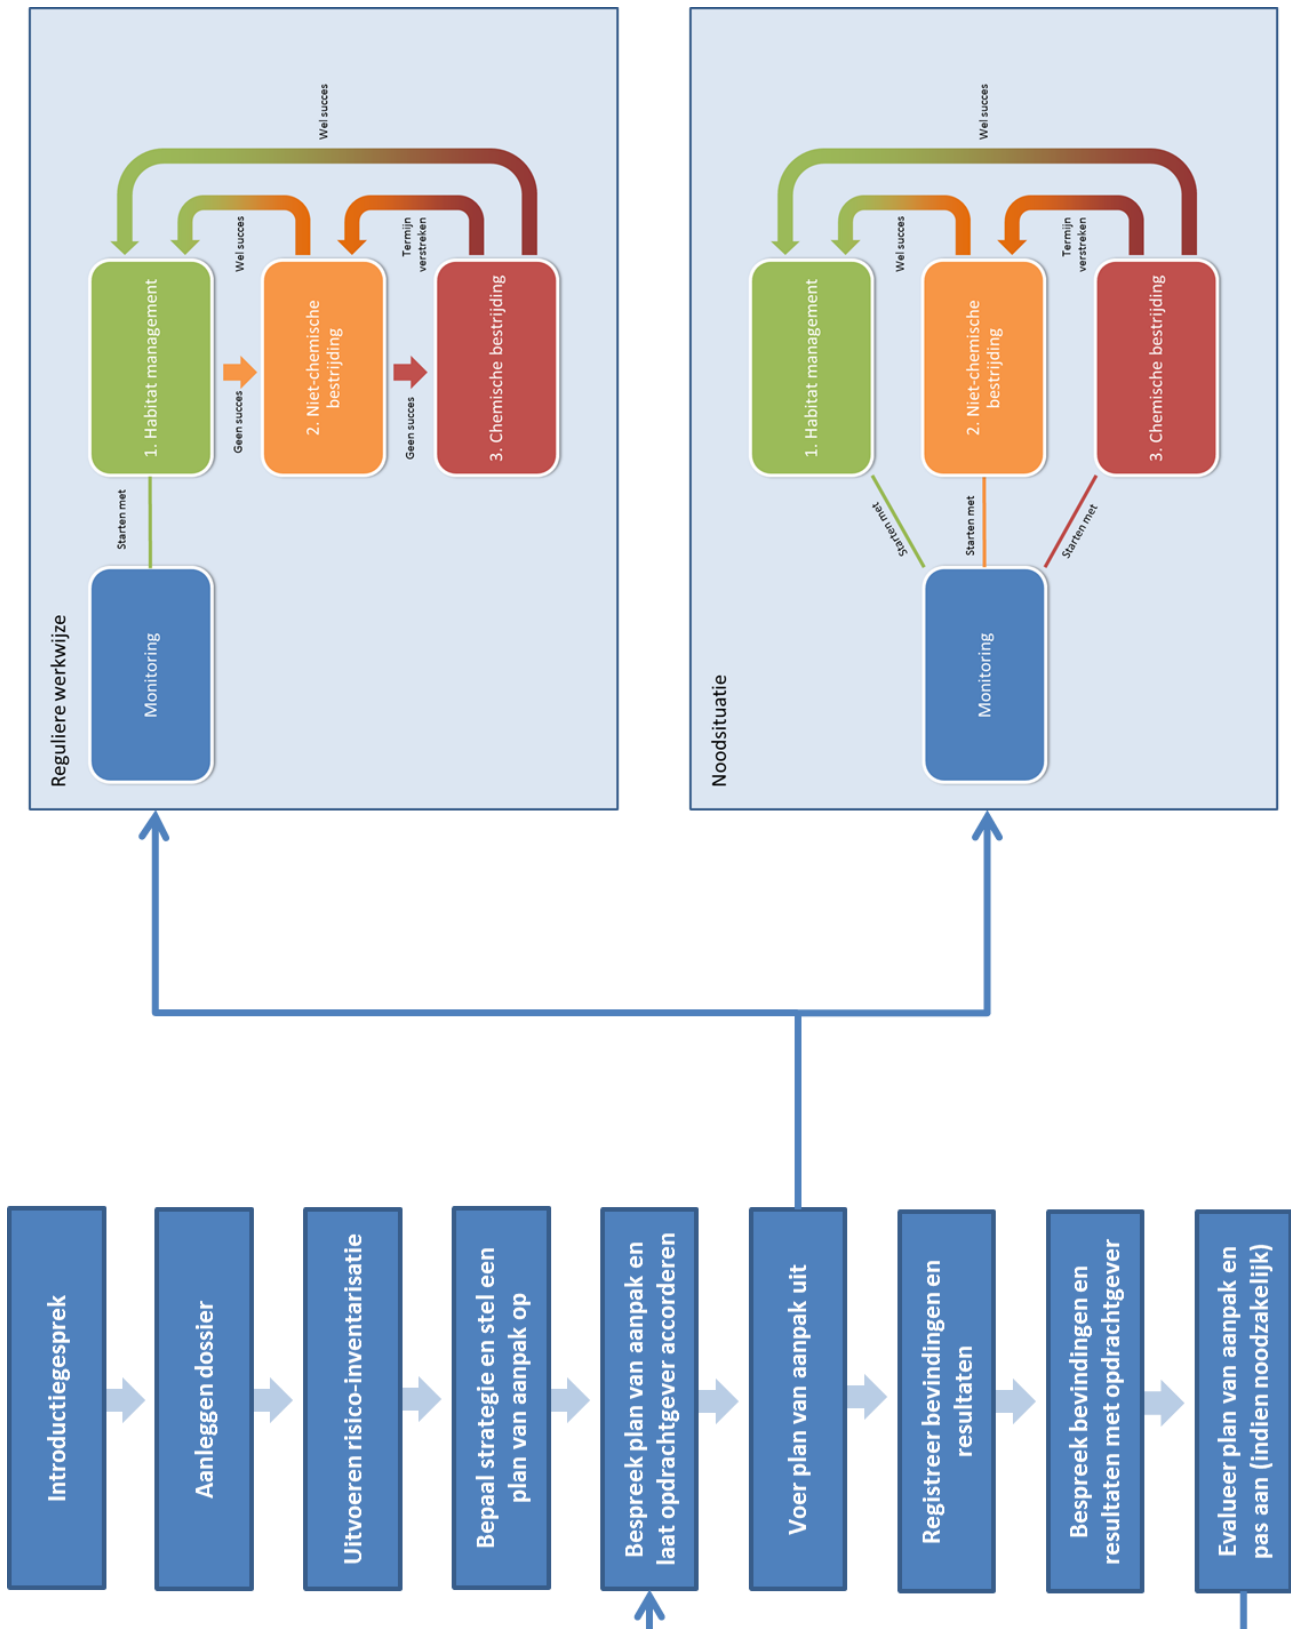 Introductiegesprek
Aanleggen dossier
Uitvoeren risico-inventarisatie
Bepaal strategie en stel een
plan van aanpak op
Bespreek plan van aanpak en
laat opdrachtgever accorderen
Voer plan van aanpak uit
Registreer bevindingen en
resultaten
Bespreek bevindingen en
resultaten met opdrachtgever
Evalueer plan van aanpak en
pas aan (indien noodzakelijk)
Reguliere werkwijze
Monitoring
Starten met
1. Habitat management
Geen succes
Wel succes
2. Niet-chemische
bestrijding
Geen succes
Termijn
verstreken
3. Chemische bestrijding
Wel succes
Noodsituatie
Monitoring
Starten met
Starten met
Starten met
1. Habitat management
Wel succes
2. Niet-chemische
bestrijding
Termijn
verstreken
3. Chemische bestrijding
Wel succes